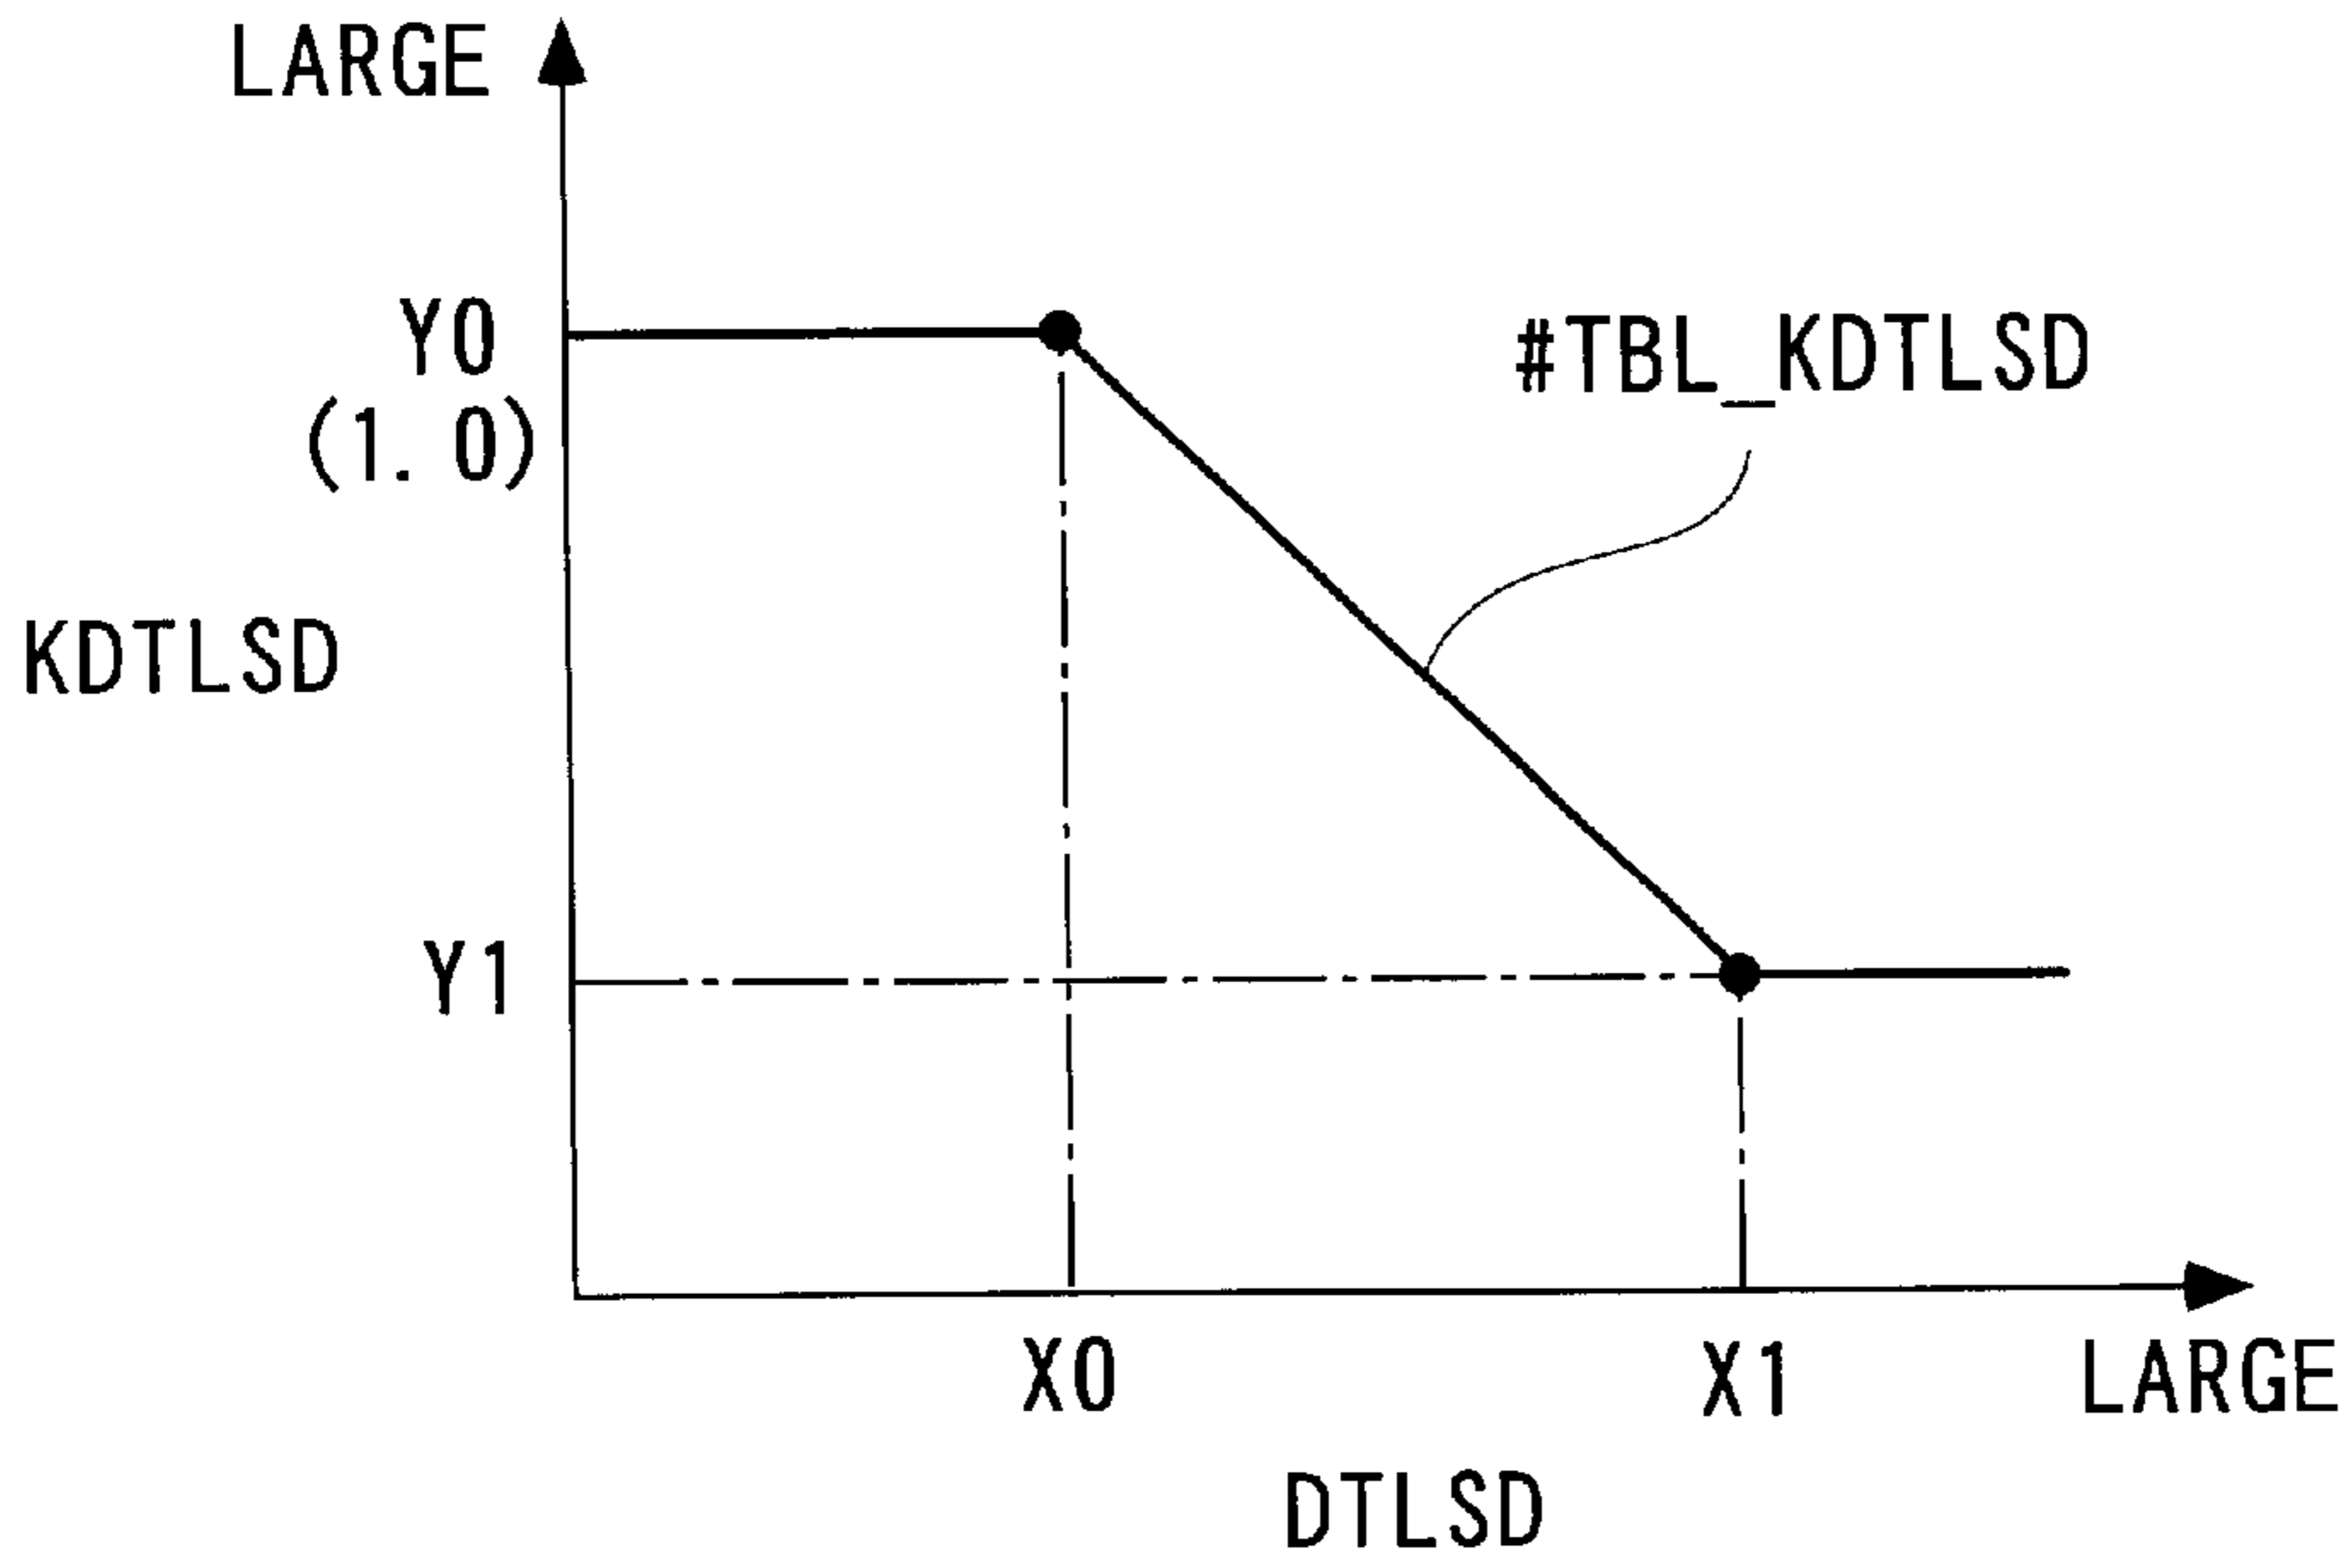 LARGE
Y0
(1.0)
#TBL_KDTLSD
KDTLSD
Y1
X0
X1
LARGE
DTLSD